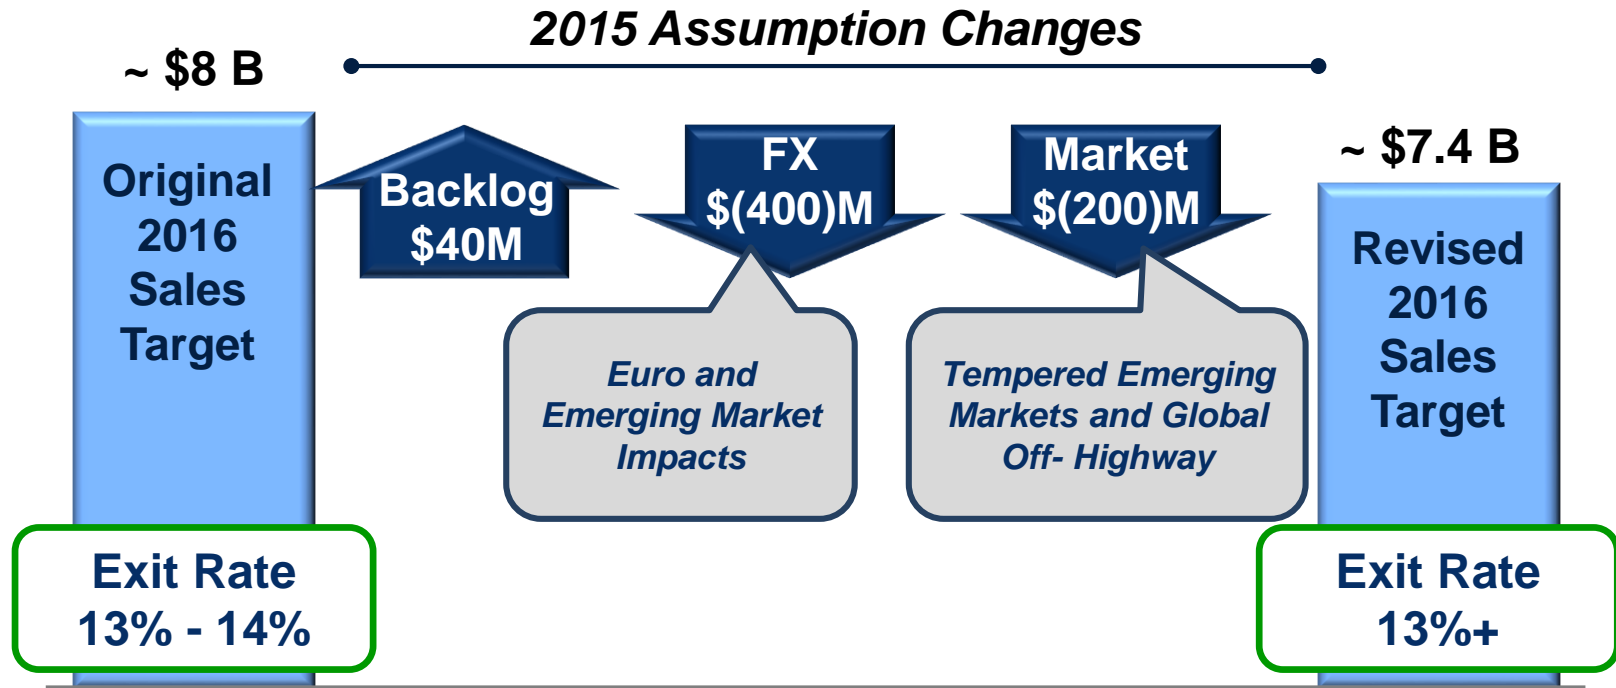 2015 Assumption Changes
~ $8 B
Original
2016
Sales
Target
Backlog
$40M
FX
$(400)M
Market
$(200)M
~ $7.4 B
Revised
2016
Sales
Target
Euro and
Emerging Market
Impacts
Tempered Emerging
Markets and Global
Off- Highway
Exit Rate
13% - 14%
Exit Rate
13%+